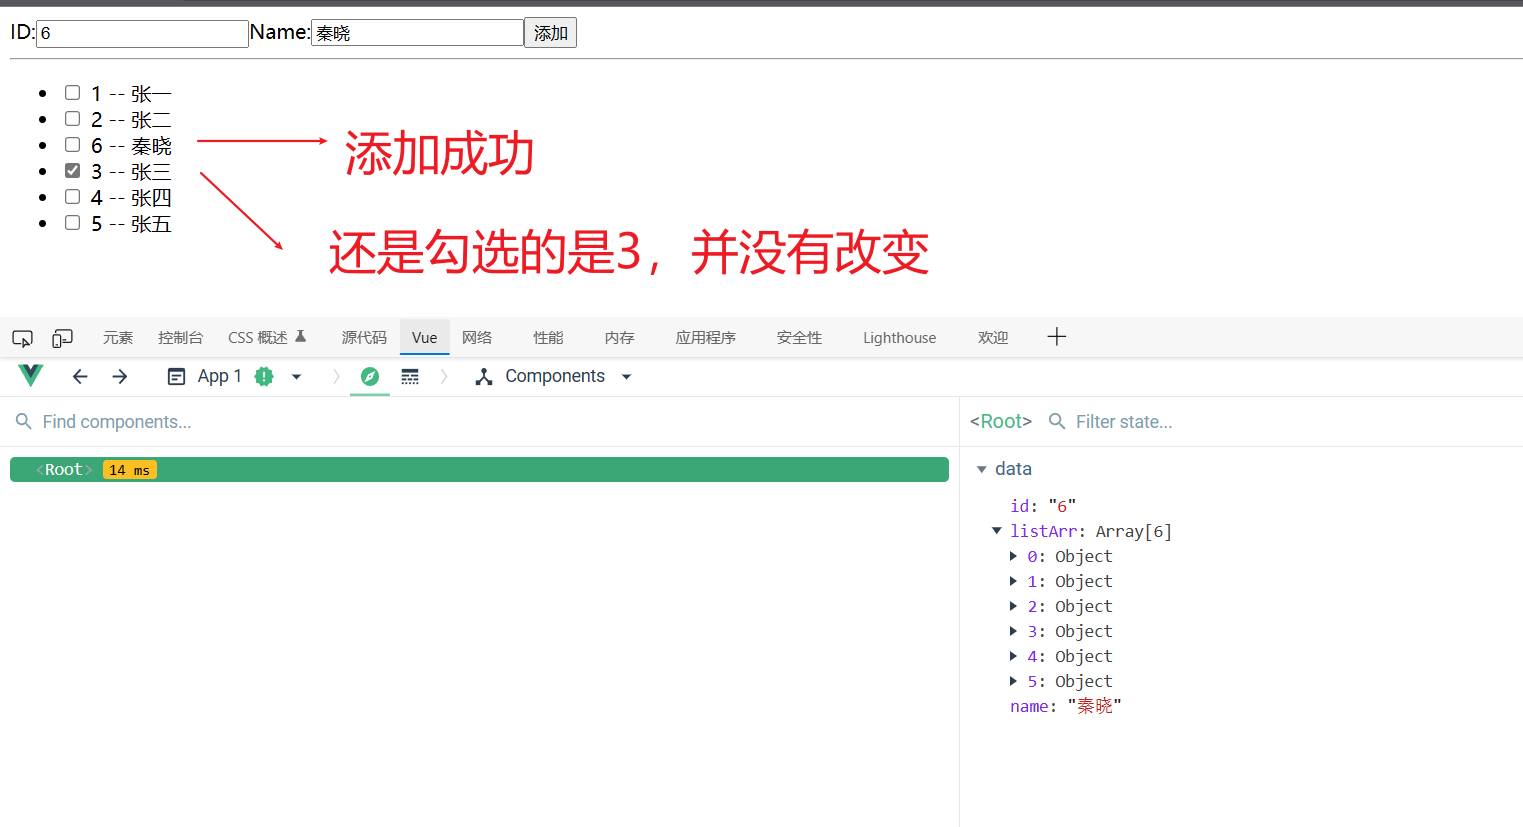 ID: 6 Name: 秦晓 添加
1 -- 张一
2 -- 张二
6 -- 秦晓
3 -- 张三
4 -- 张四
5 -- 张五
添加成功
还是勾选的是3，并没有改变
元素 控制台 CSS 概述 源代码 Vue 网络 性能 内存 应用程序 安全性 Lighthouse 欢迎
App 1 Components
Find components...
<Root> Filter state...
<Root> 14 ms
data
id: "6"
listArr: Array[6]
0: Object
1: Object
2: Object
3: Object
4: Object
5: Object
name: "秦晓"